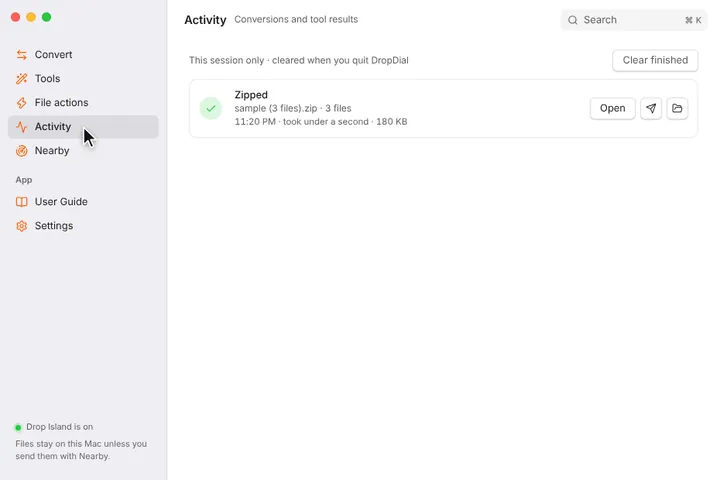 Activity Conversions and tool results
Search ⌘ K
Convert
Tools
File actions
Activity
Nearby
App
User Guide
Settings
Drop Island is on
Files stay on this Mac unless you
send them with Nearby.
This session only · cleared when you quit DropDial
Clear finished
Zipped
sample (3 files).zip · 3 files
11:20 PM · took under a second · 180 KB
Open